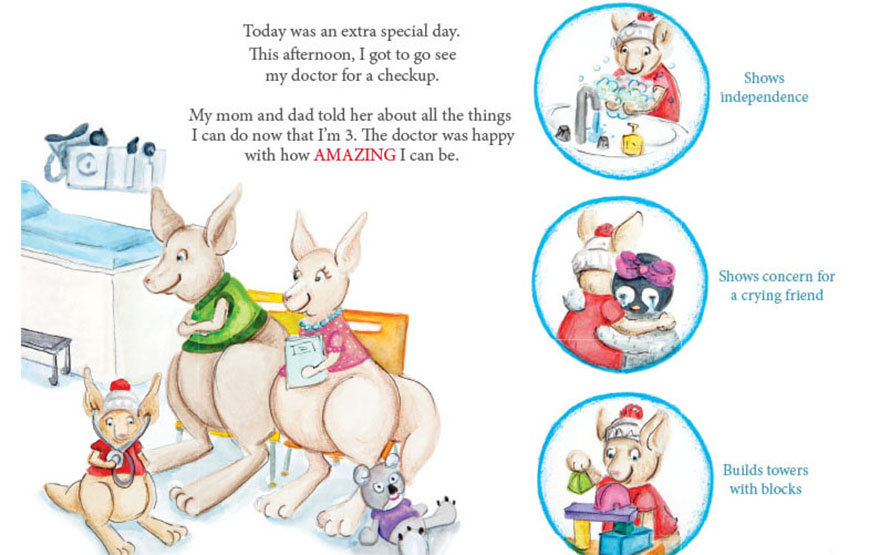 Today was an extra special day.
This afternoon, I got to go see
my doctor for a checkup.
My mom and dad told her about all the things
I can do now that I'm 3. The doctor was happy
with how AMAZING I can be.
Shows
independence
Shows concern for
a crying friend
Builds towers
with blocks